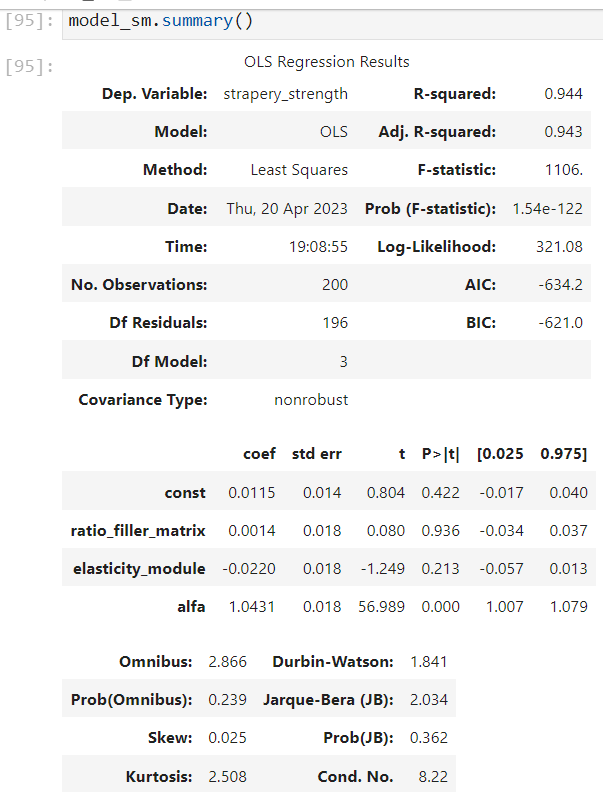 [95]: model_sm.summary()
[95]:
OLS Regression Results
Dep. Variable: strapery_strength R-squared: 0.944
Model: OLS Adj. R-squared: 0.943
Method: Least Squares F-statistic: 1106.
Date: Thu, 20 Apr 2023 Prob (F-statistic): 1.54e-122
Time: 19:08:55 Log-Likelihood: 321.08
No. Observations: 200 AIC: -634.2
Df Residuals: 196 BIC: -621.0
Df Model: 3
Covariance Type: nonrobust
coef std err t P>|t| [0.025 0.975]
const 0.0115 0.014 0.804 0.422 -0.017 0.040
ratio_filler_matrix 0.0014 0.018 0.080 0.936 -0.034 0.037
elasticity_module -0.0220 0.018 -1.249 0.213 -0.057 0.013
alfa 1.0431 0.018 56.989 0.000 1.007 1.079
Omnibus: 2.866 Durbin-Watson: 1.841
Prob(Omnibus): 0.239 Jarque-Bera (JB): 2.034
Skew: 0.025 Prob(JB): 0.362
Kurtosis: 2.508 Cond. No. 8.22